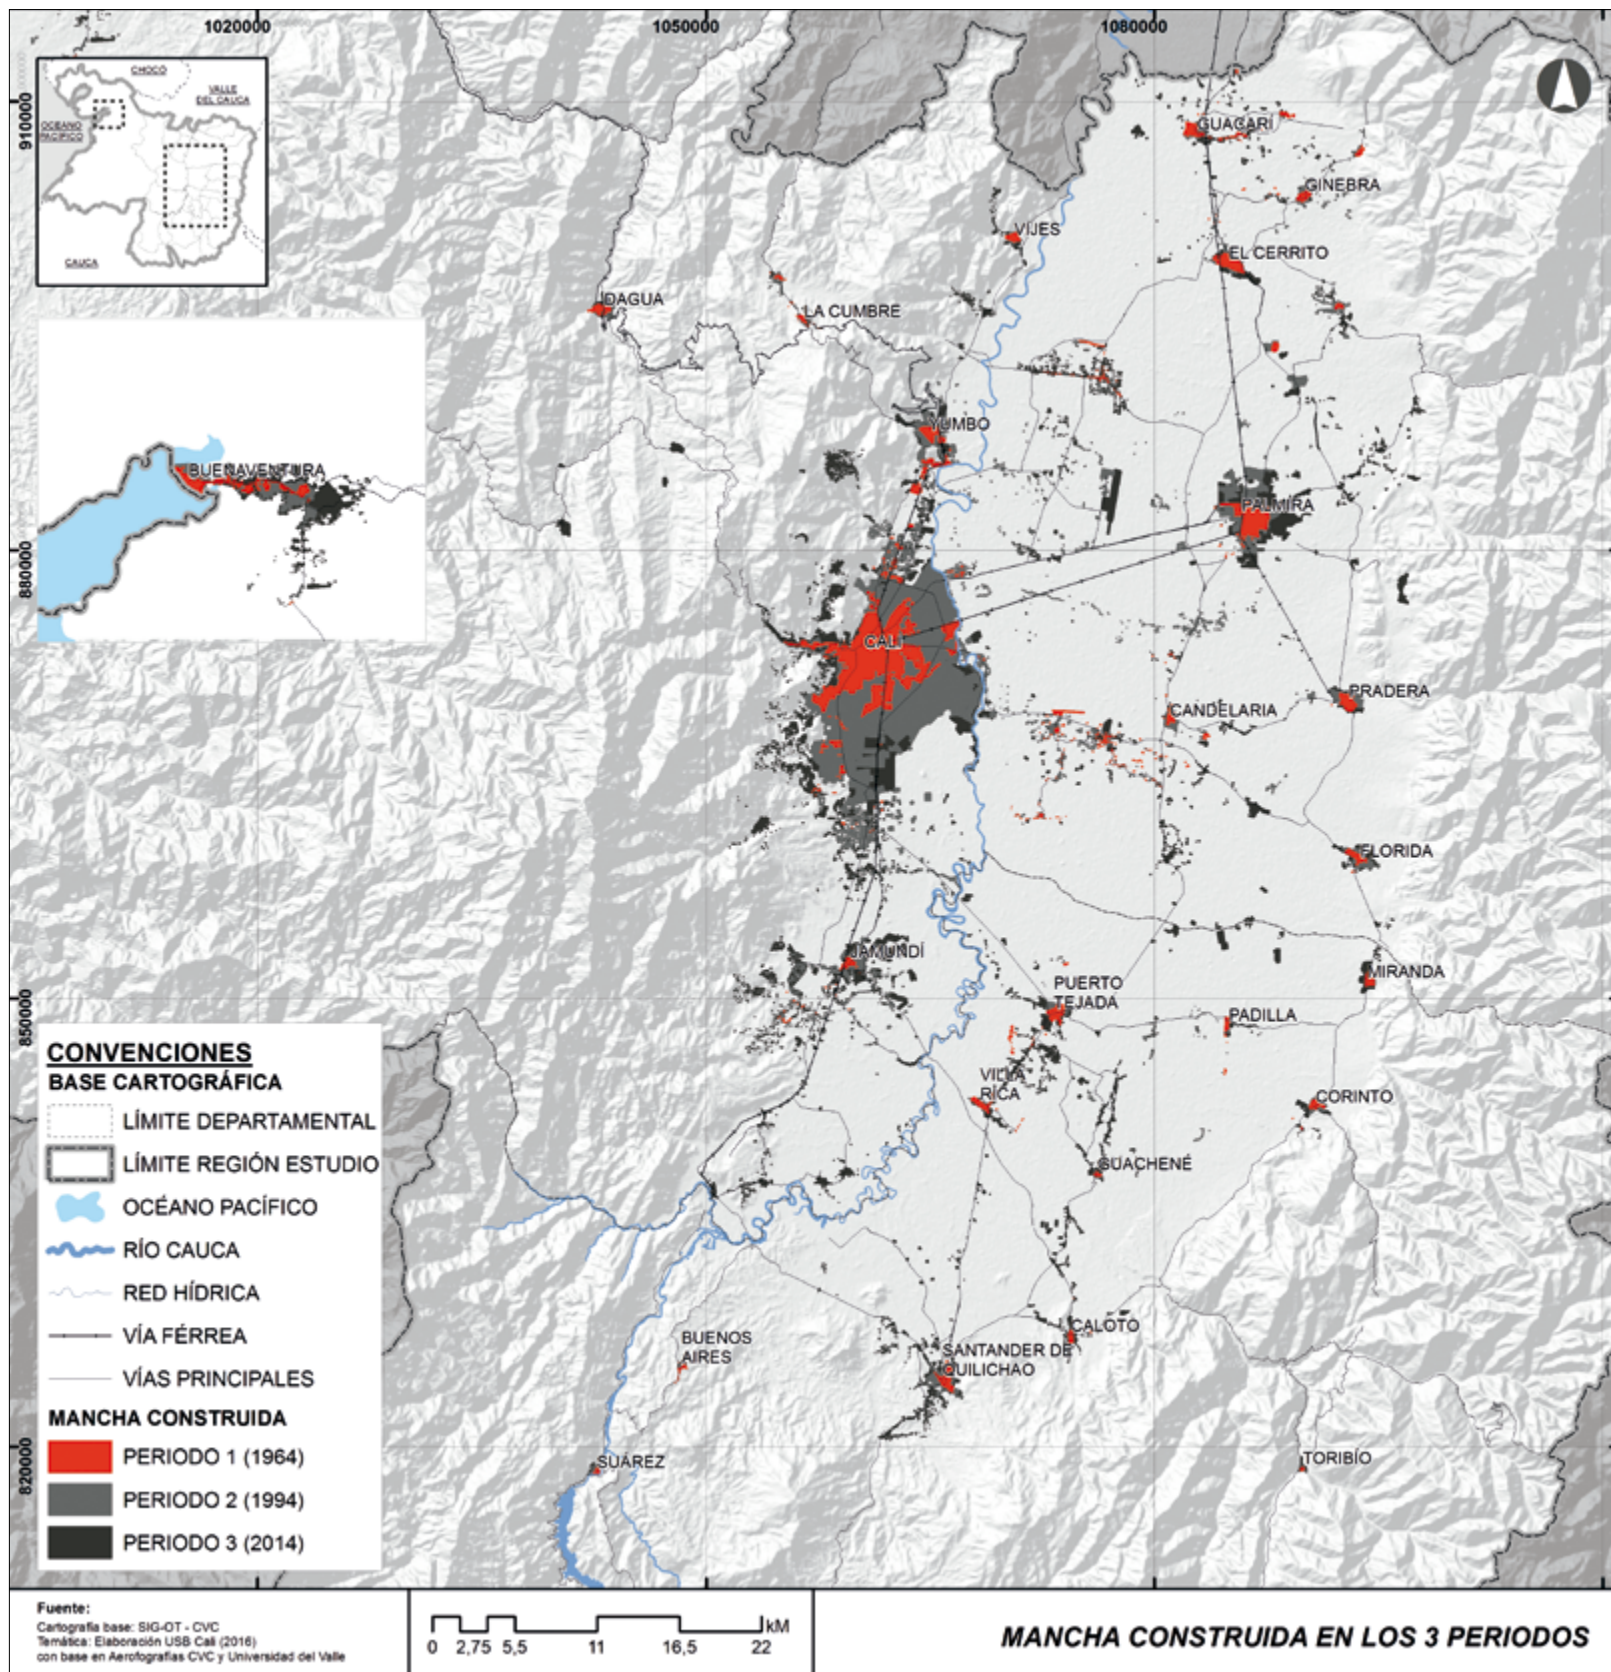 1020000
1050000
1080000
910000
880000
850000
820000
CHOCÓ
VALLE
DEL CAUCA
OCEANO
PACÍFICO
CAUCA
GUACARÍ
GINEBRA
VIJES
EL CERRITO
DAGUA
LA CUMBRE
YUMBO
BUENAVENTURA
PALMIRA
CALI
PRADERA
CANDELARIA
FLORIDA
JAMUNDÍ
MIRANDA
PUERTO
TEJADA
PADILLA
VILLA
RÍCA
CORINTO
GUACHENÉ
CALOTO
BUENOS
AIRES
SANTANDER DE
QUILICHAO
SUÁREZ
TORIBÍO
CONVENCIONES
BASE CARTOGRÁFICA
LÍMITE DEPARTAMENTAL
LÍMITE REGIÓN ESTUDIO
OCÉANO PACÍFICO
RÍO CAUCA
RED HÍDRICA
VÍA FÉRREA
VÍAS PRINCIPALES
MANCHA CONSTRUIDA
PERIODO 1 (1964)
PERIODO 2 (1994)
PERIODO 3 (2014)
Fuente:
Cartografía base: SIG-OT - CVC
Temática: Elaboración USB Cali (2016)
con base en Aerofografías CVC y Universidad del Valle
kM
0 2,75 5,5 11 16,5 22
MANCHA CONSTRUIDA EN LOS 3 PERIODOS